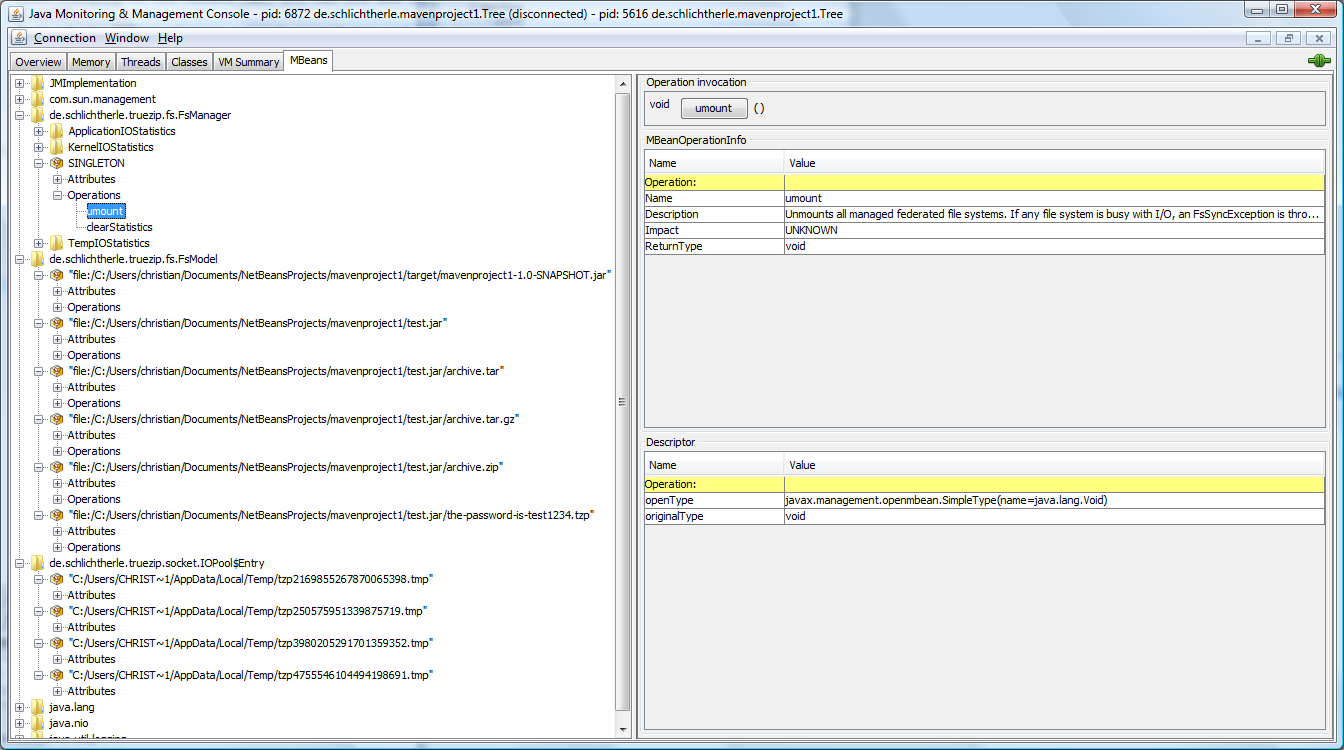 Java Monitoring & Management Console - pid: 6872 de.schlichtherle.mavenproject1.Tree (disconnected) - pid: 5616 de.schlichtherle.mavenproject1.Tree
Connection Window Help
Overview Memory Threads Classes VM Summary MBeans
JMImplementation
com.sun.management
de.schlichtherle.truezip.fs.FsManager
ApplicationIOStatistics
KernelIOStatistics
SINGLETON
Attributes
Operations
umount
clearStatistics
TempIOStatistics
de.schlichtherle.truezip.fs.FsModel
"file:/C:/Users/christian/Documents/NetBeansProjects/mavenproject1/target/mavenproject1-1.0-SNAPSHOT.jar"
Attributes
Operations
"file:/C:/Users/christian/Documents/NetBeansProjects/mavenproject1/test.jar"
Attributes
Operations
"file:/C:/Users/christian/Documents/NetBeansProjects/mavenproject1/test.jar/archive.tar"
Attributes
Operations
"file:/C:/Users/christian/Documents/NetBeansProjects/mavenproject1/test.jar/archive.tar.gz"
Attributes
Operations
"file:/C:/Users/christian/Documents/NetBeansProjects/mavenproject1/test.jar/archive.zip"
Attributes
Operations
"file:/C:/Users/christian/Documents/NetBeansProjects/mavenproject1/test.jar/the-password-is-test1234.tzp"
Attributes
Operations
de.schlichtherle.truezip.socket.IOPool$Entry
"C:/Users/CHRIST~1/AppData/Local/Temp/tzp2169855267870065398.tmp"
Attributes
"C:/Users/CHRIST~1/AppData/Local/Temp/tzp250575951339875719.tmp"
Attributes
"C:/Users/CHRIST~1/AppData/Local/Temp/tzp3980205291701359352.tmp"
Attributes
"C:/Users/CHRIST~1/AppData/Local/Temp/tzp4755546104494198691.tmp"
Attributes
java.lang
java.nio
Operation invocation
void umount ()
MBeanOperationInfo
Name Value
Operation:
Name umount
Description Unmounts all managed federated file systems. If any file system is busy with I/O, an FsSyncException is thro...
Impact UNKNOWN
ReturnType void
Descriptor
Name Value
Operation:
openType javax.management.openmbean.SimpleType(name=java.lang.Void)
originalType void